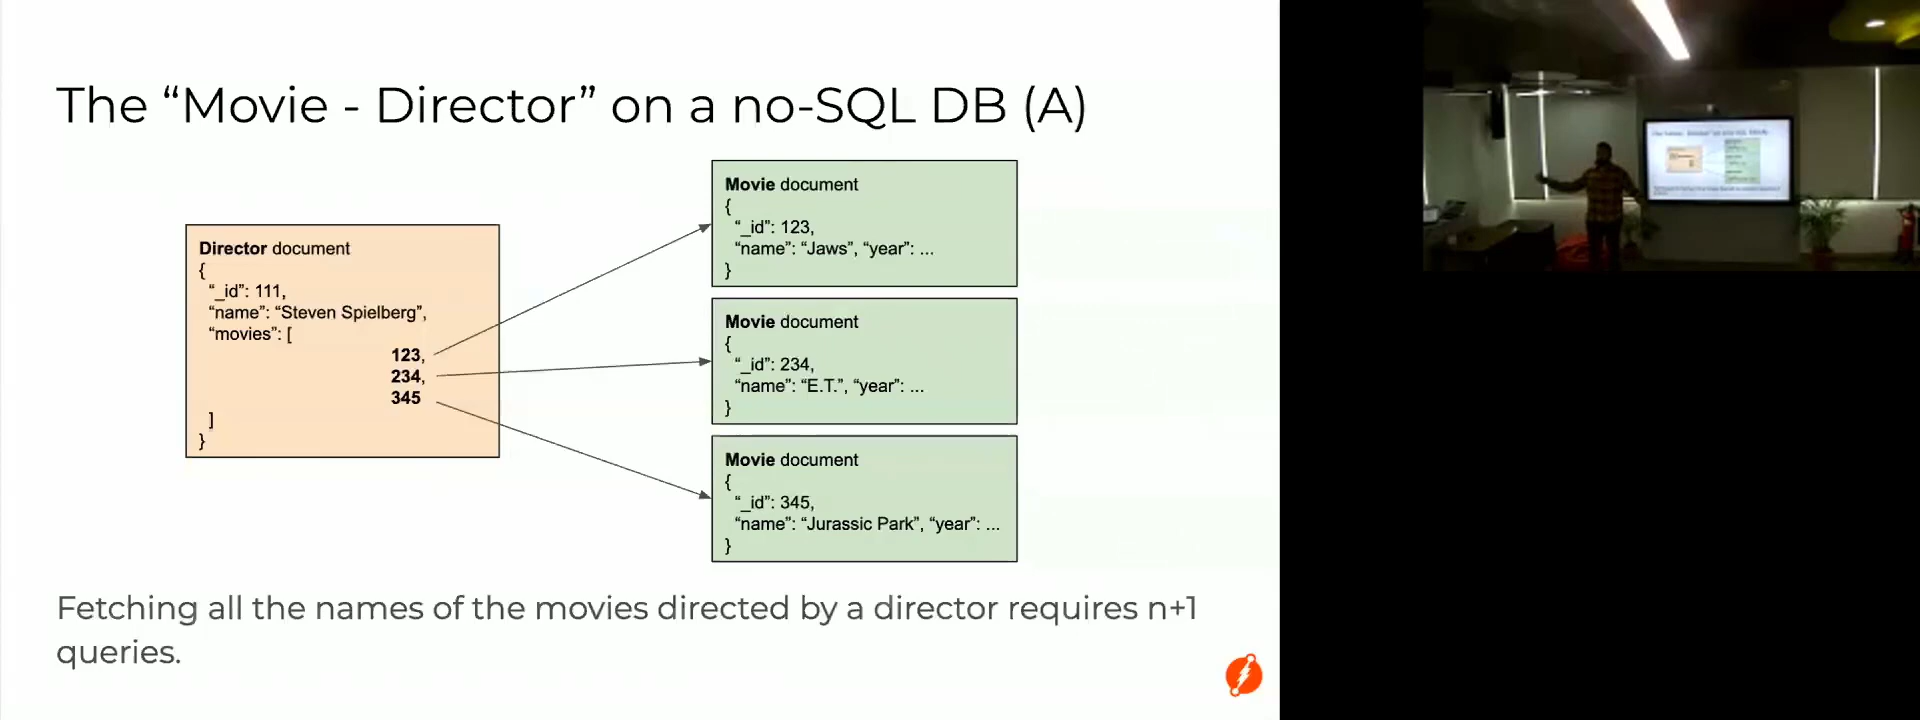 The “Movie - Director” on a no-SQL DB (A)
Director document
{
“_id”: 111,
“name”: “Steven Spielberg”,
“movies”: [
123,
234,
345
]
}
Movie document
{
“_id”: 123,
“name”: “Jaws”, “year”: ...
}
Movie document
{
“_id”: 234,
“name”: “E.T.”, “year”: ...
}
Movie document
{
“_id”: 345,
“name”: “Jurassic Park”, “year”: ...
}
Fetching all the names of the movies directed by a director requires n+1
queries.